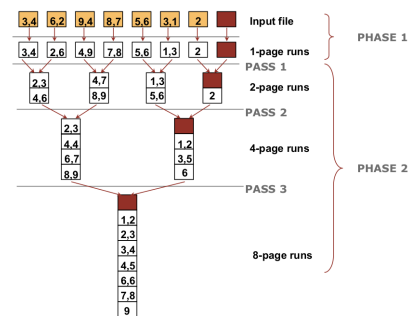 3,4 6,2 9,4 8,7 5,6 3,1 2 Input file
PHASE 1
3,4 2,6 4,9 7,8 5,6 1,3 2 1-page runs
PASS 1
2,3 4,7 1,3 2-page runs
4,6 8,9 5,6 2
PASS 2
2,3
4,4 1,2 4-page runs
6,7 3,5
8,9 6
PHASE 2
PASS 3
1,2
2,3
3,4
4,5 8-page runs
6,6
7,8
9